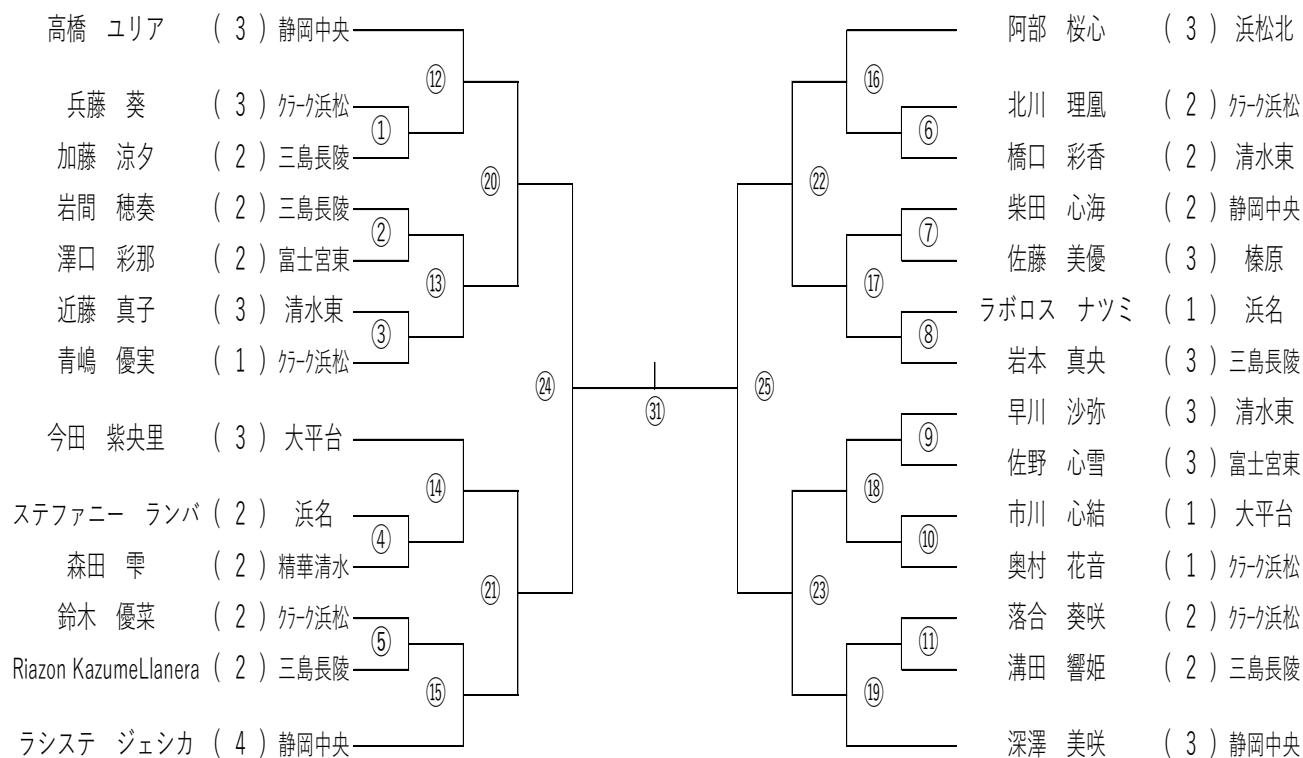 高橋 ユリア ( 3 ) 静岡中央
⑫
兵藤 葵 ( 3 ) クラーク浜松
①
加藤 涼夕 ( 2 ) 三島長陵
⑳
岩間 穂奏 ( 2 ) 三島長陵
②
澤口 彩那 ( 2 ) 富士宮東
⑬
近藤 真子 ( 3 ) 清水東
③
青嶋 優実 ( 1 ) クラーク浜松
㉔
今田 紫央里 ( 3 ) 大平台
⑭
ステファニー ランバ ( 2 ) 浜名
④
森田 雫 ( 2 ) 精華清水
㉑
鈴木 優菜 ( 2 ) クラーク浜松
⑤
Riazon KazumeLlanera ( 2 ) 三島長陵
⑮
ラシステ ジェシカ ( 4 ) 静岡中央
㉛
阿部 桜心 ( 3 ) 浜松北
⑯
北川 理凰 ( 2 ) クラーク浜松
⑥
橋口 彩香 ( 2 ) 清水東
㉒
柴田 心海 ( 2 ) 静岡中央
⑦
佐藤 美優 ( 3 ) 榛原
⑰
ラボロス ナツミ ( 1 ) 浜名
⑧
岩本 真央 ( 3 ) 三島長陵
㉕
早川 沙弥 ( 3 ) 清水東
⑨
佐野 心雪 ( 3 ) 富士宮東
⑱
市川 心結 ( 1 ) 大平台
⑩
奥村 花音 ( 1 ) クラーク浜松
㉓
落合 葵咲 ( 2 ) クラーク浜松
⑪
溝田 響姫 ( 2 ) 三島長陵
⑲
深澤 美咲 ( 3 ) 静岡中央